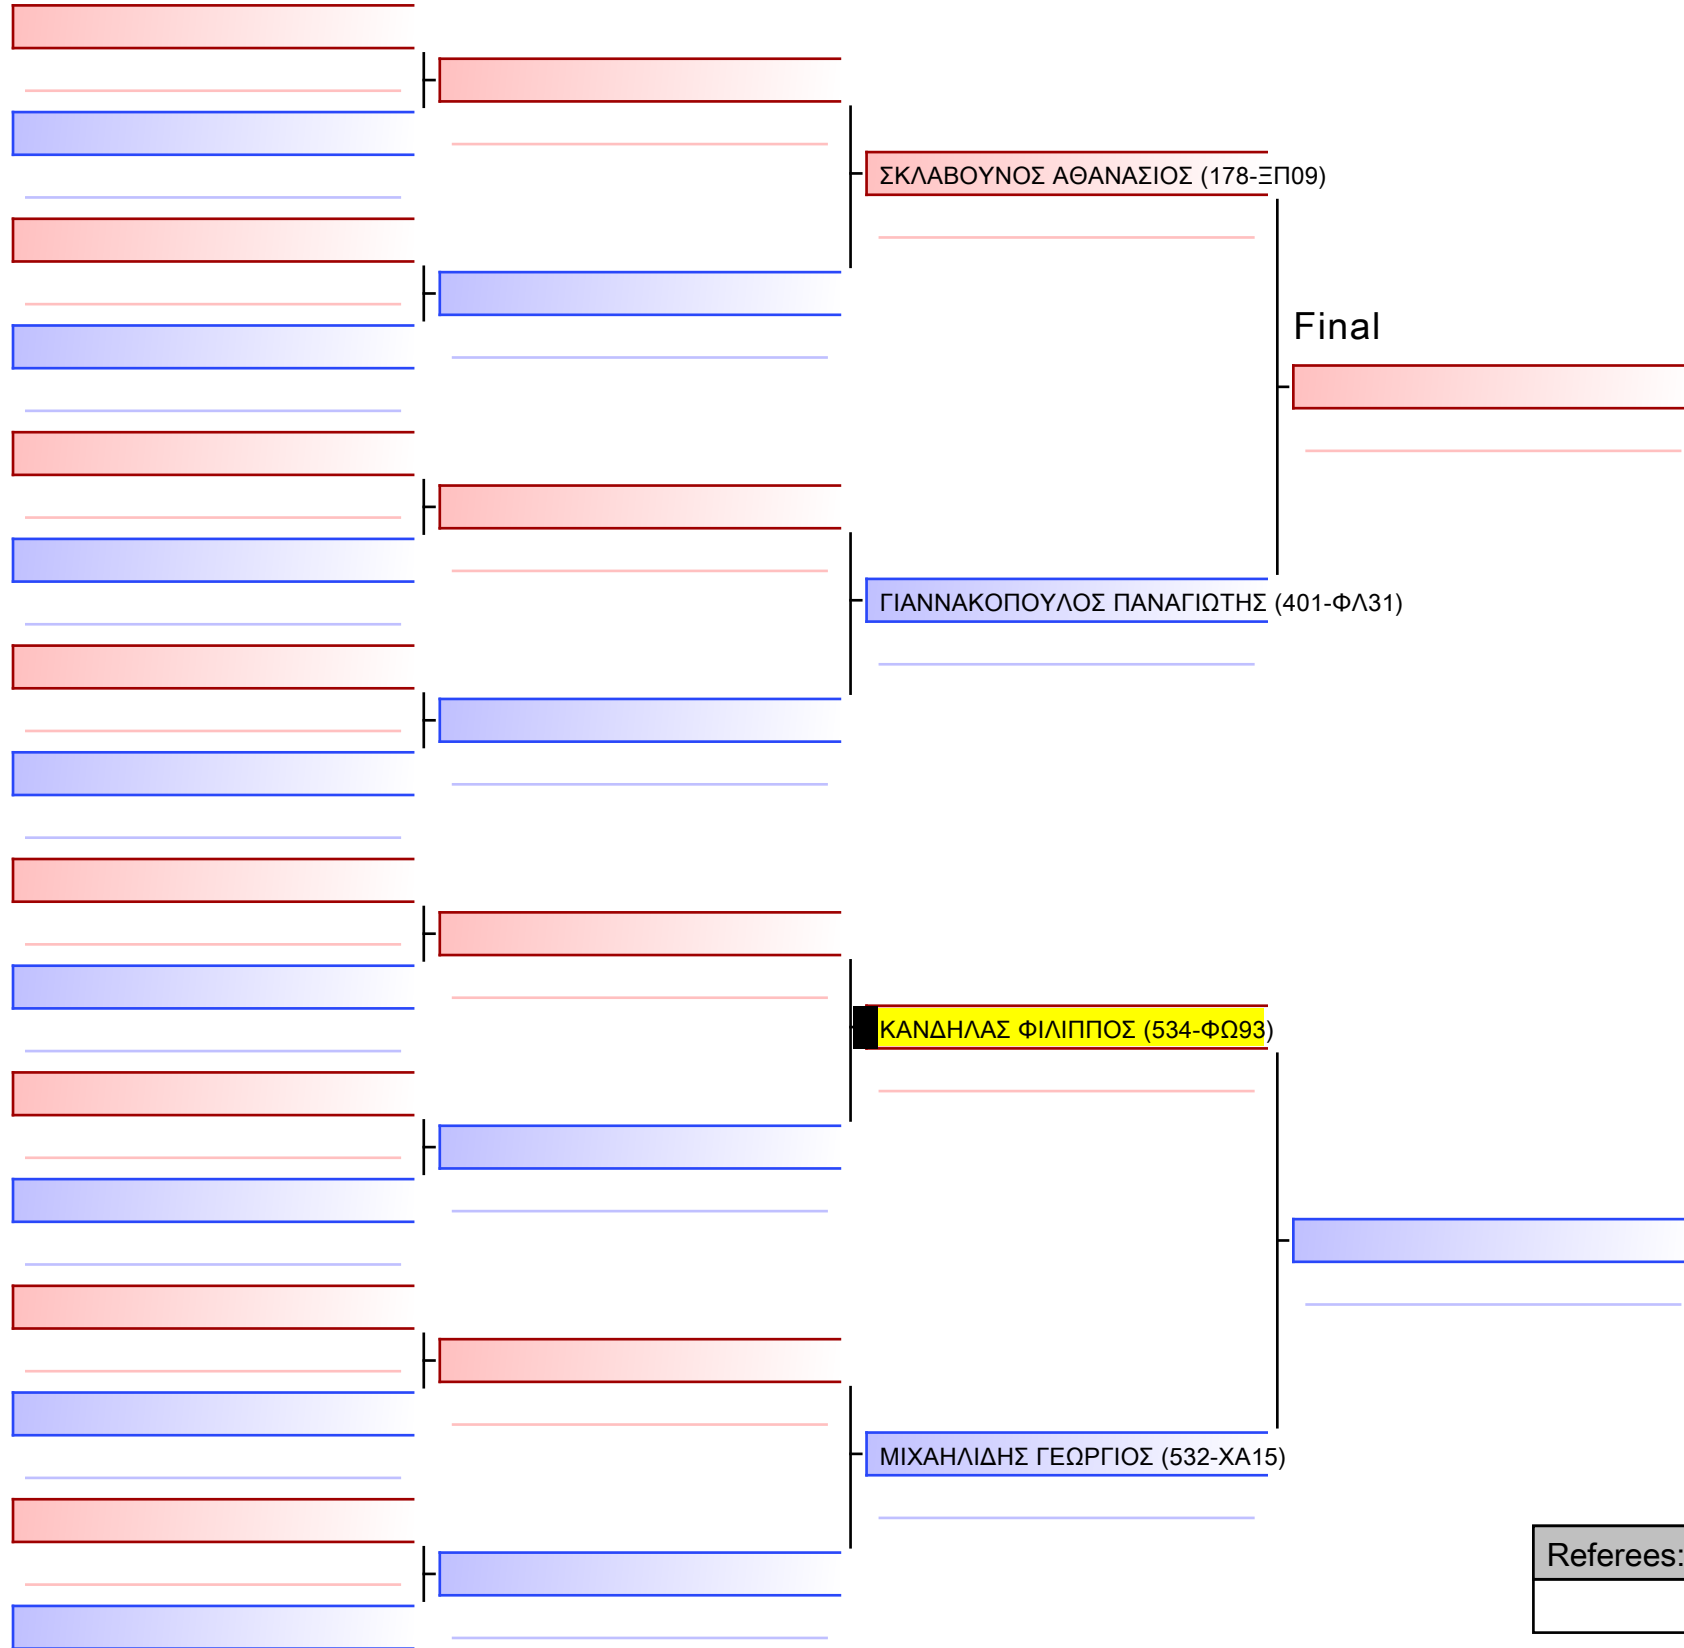 ΣΚΛΑΒΟΥΝΟΣ ΑΘΑΝΑΣΙΟΣ (178-ΞΠ09)
Final
ΓΙΑΝΝΑΚΟΠΟΥΛΟΣ ΠΑΝΑΓΙΩΤΗΣ (401-ΦΛ31)
ΚΑΝΔΗΛΑΣ ΦΙΛΙΠΠΟΣ (534-ΦΩ93)
ΜΙΧΑΗΛΙΔΗΣ ΓΕΩΡΓΙΟΣ (532-ΧΑ15)
Referees: